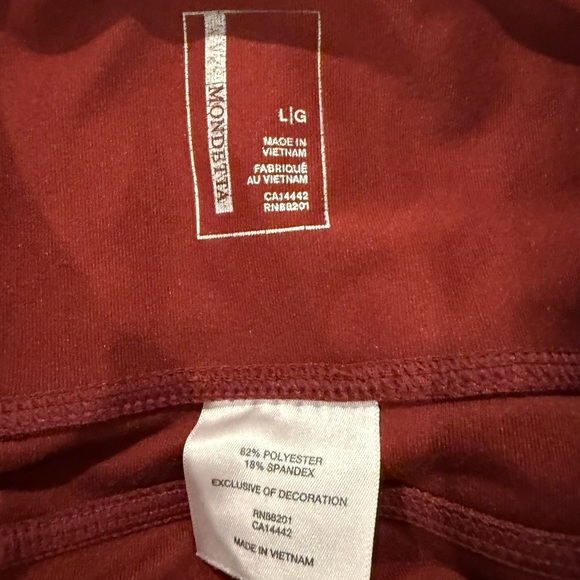 MONDETTA
L|G
MADE IN
VIETNAM
FABRIQUÉ
AU VIETNAM
CA14442
RN88201
82% POLYESTER
18% SPANDEX
EXCLUSIVE OF DECORATION
RN88201
CA14442
MADE IN VIETNAM